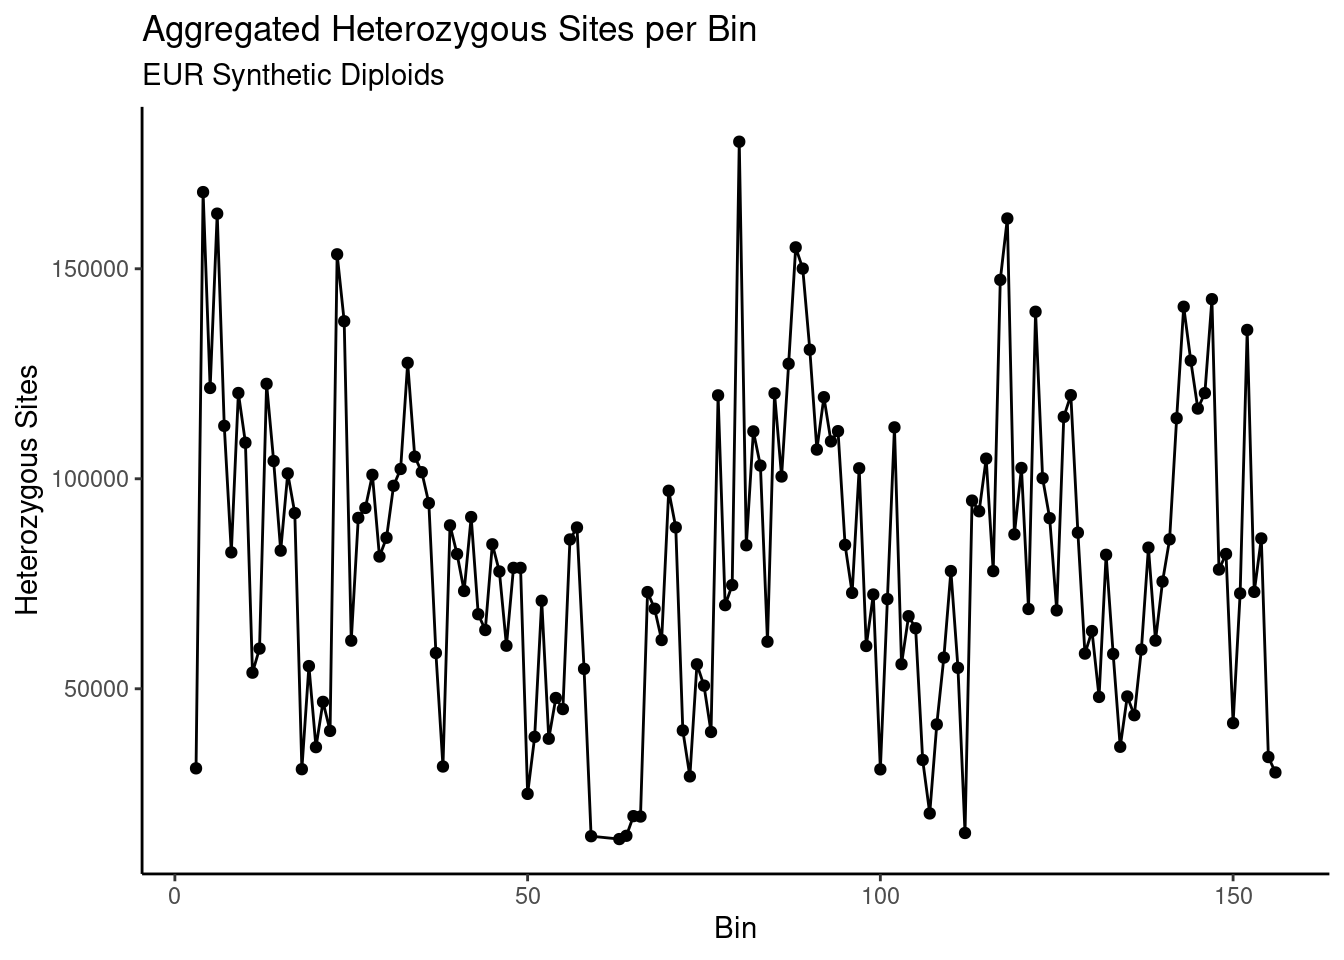 Aggregated Heterozygous Sites per Bin
EUR Synthetic Diploids
Heterozygous Sites
150000
100000
50000
0
50
100
150
Bin